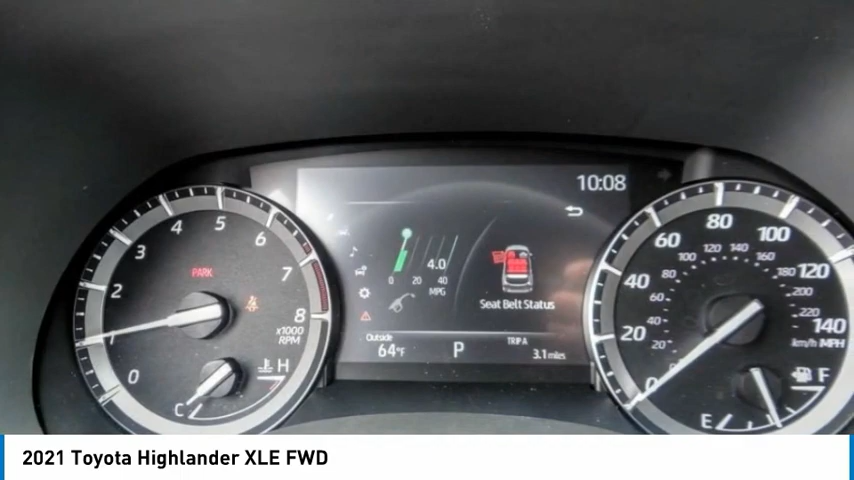 10:08
4 5
3 6
PARK
2 7
1 8
x1000
RPM
0
H
C
4.0
0 20 40
MPG
Seat Belt Status
Outside
64°F
P
TRIP A
3.1 miles
80
60 100
120 140
100 160
40 80 180 120
60 200
40 220
20 20 140
km/h MPH
0
F
E
2021 Toyota Highlander XLE FWD